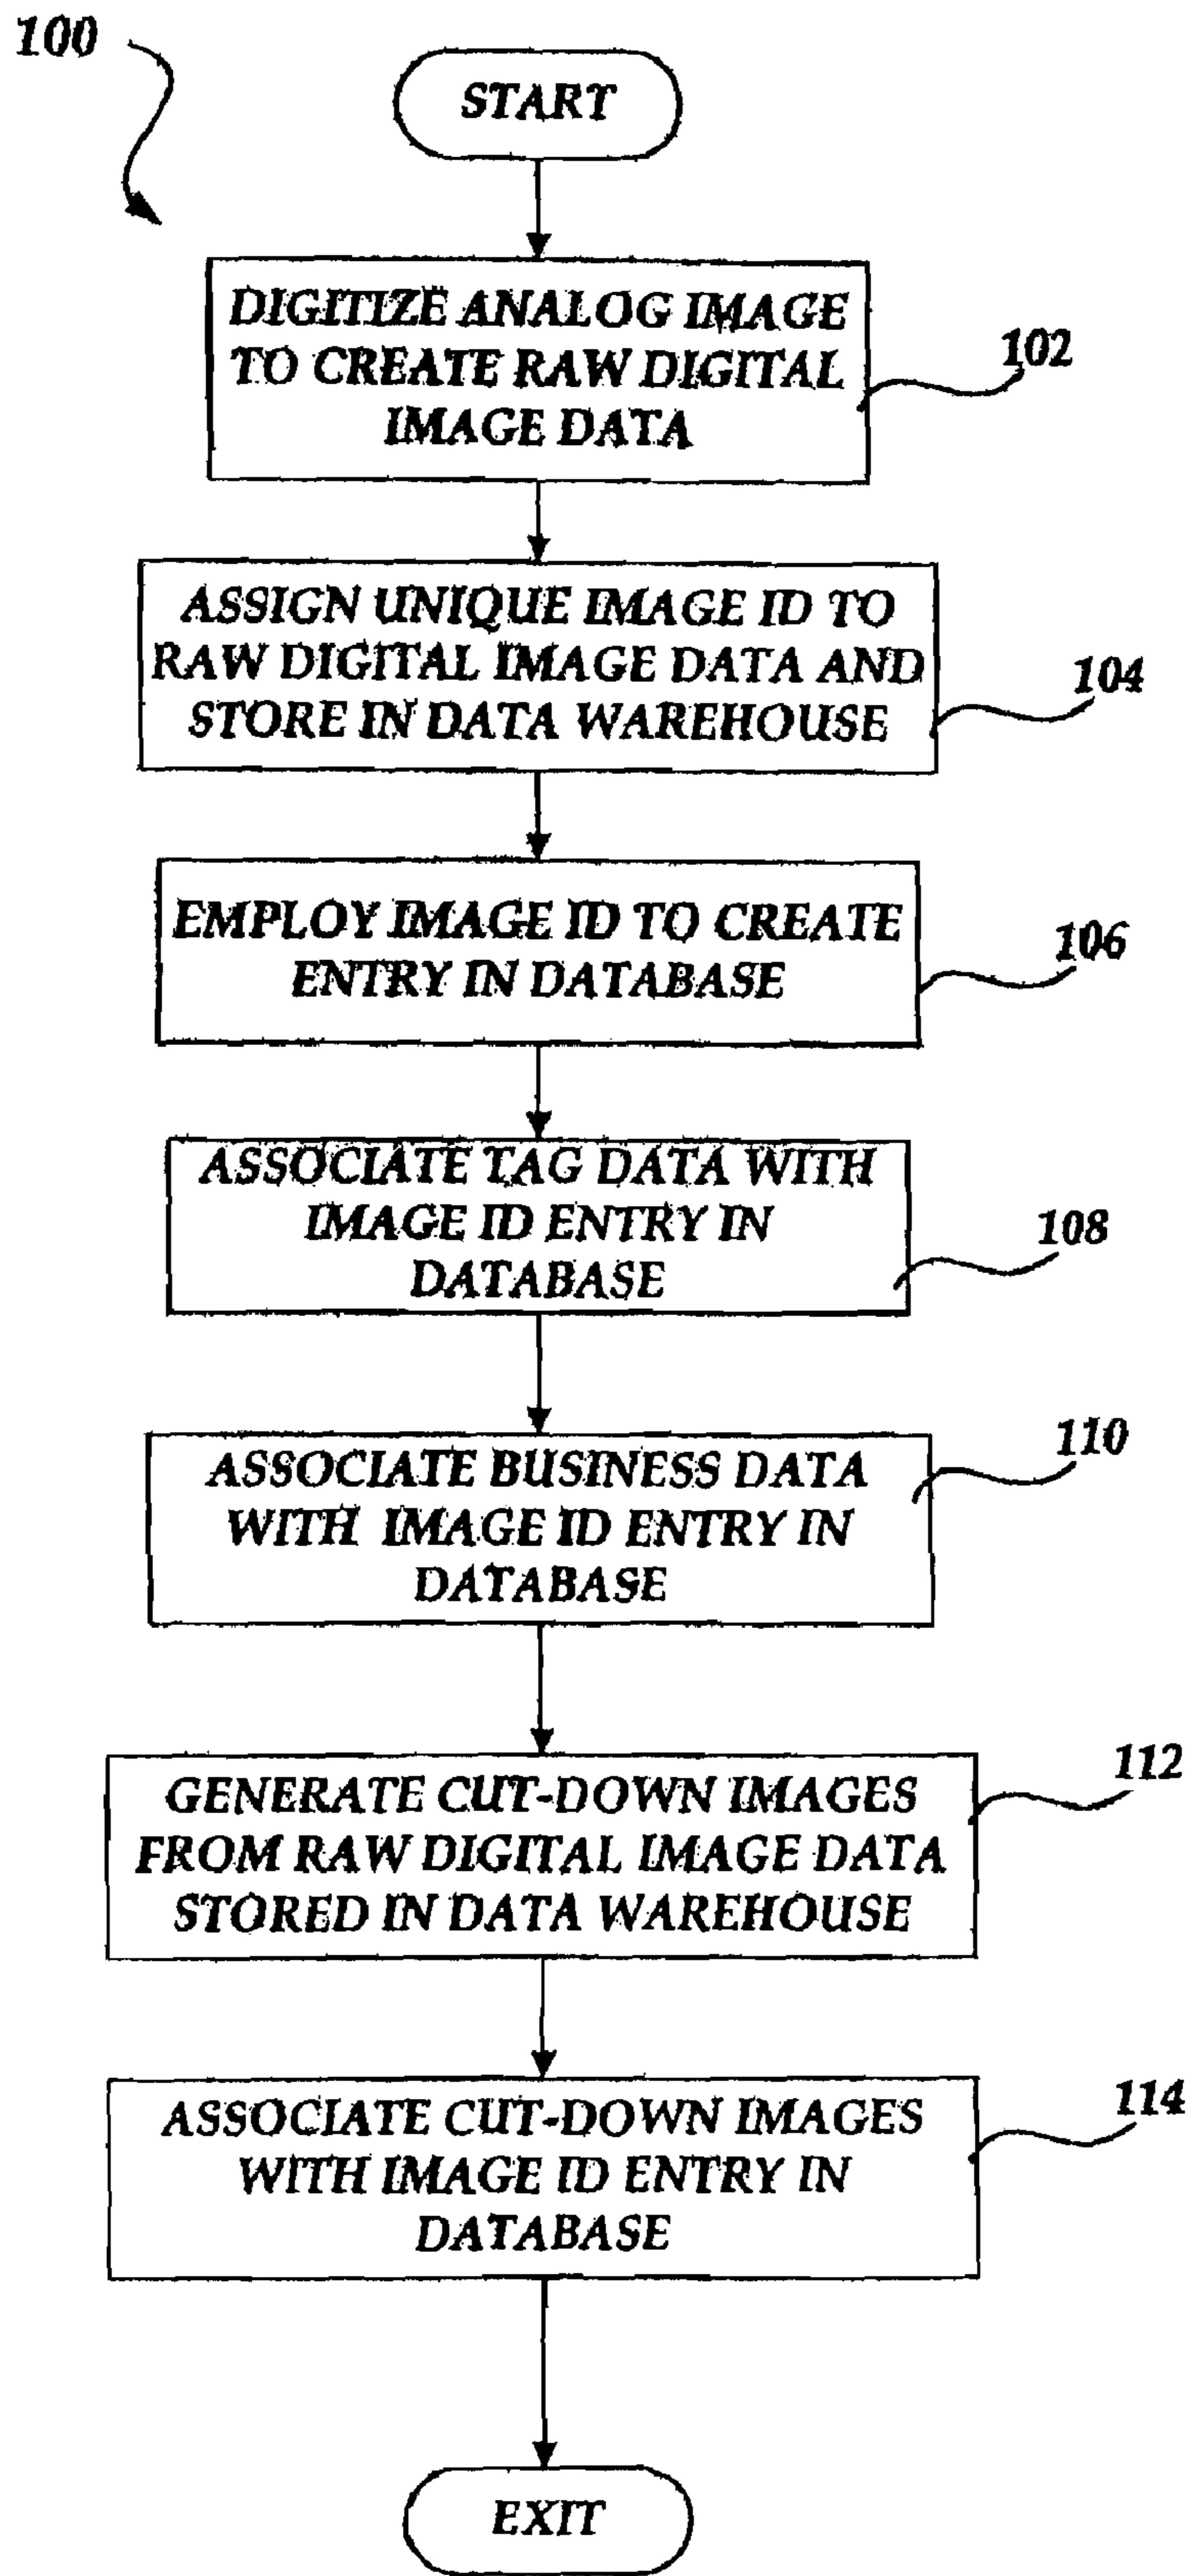 100
START
DIGITIZE ANALOG IMAGE
TO CREATE RAW DIGITAL
IMAGE DATA
102
ASSIGN UNIQUE IMAGE ID TO
RAW DIGITAL IMAGE DATA AND
STORE IN DATA WAREHOUSE
104
EMPLOY IMAGE ID TO CREATE
ENTRY IN DATABASE
106
ASSOCIATE TAG DATA WITH
IMAGE ID ENTRY IN
DATABASE
108
ASSOCIATE BUSINESS DATA
WITH IMAGE ID ENTRY IN
DATABASE
110
GENERATE CUT-DOWN IMAGES
FROM RAW DIGITAL IMAGE DATA
STORED IN DATA WAREHOUSE
112
ASSOCIATE CUT-DOWN IMAGES
WITH IMAGE ID ENTRY IN
DATABASE
114
EXIT